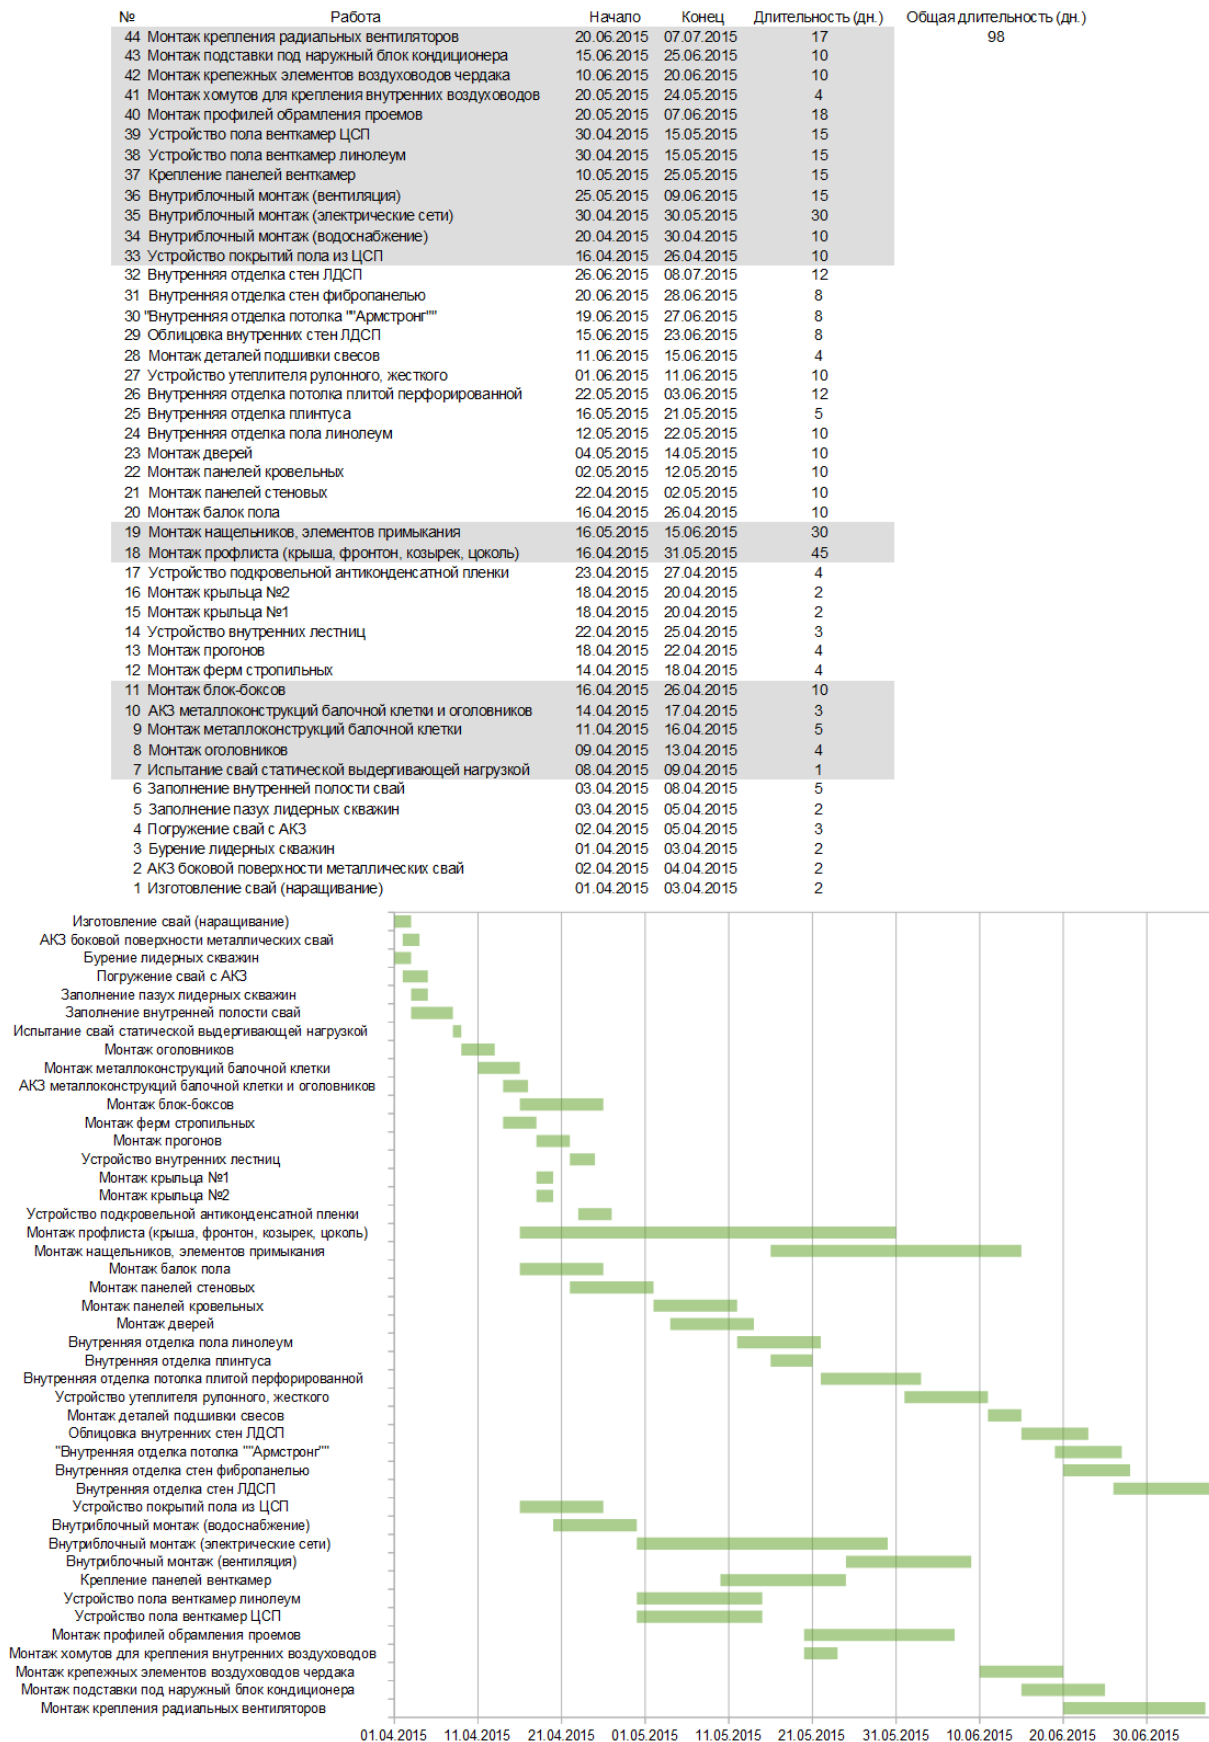 № Работа Начало Конец Длительность (дн.) Общая длительность (дн.)
44 Монтаж крепления радиальных вентиляторов 20.06.2015 07.07.2015 17 98
43 Монтаж подставки под наружный блок кондиционера 15.06.2015 25.06.2015 10
42 Монтаж крепежных элементов воздуховодов чердака 10.06.2015 20.06.2015 10
41 Монтаж хомутов для крепления внутренних воздуховодов 20.05.2015 24.05.2015 4
40 Монтаж профилей обрамления проемов 20.05.2015 07.06.2015 18
39 Устройство пола венткамер ЦСП 30.04.2015 15.05.2015 15
38 Устройство пола венткамер линолеум 30.04.2015 15.05.2015 15
37 Крепление панелей венткамер 10.05.2015 25.05.2015 15
36 Внутриблочный монтаж (вентиляция) 25.05.2015 09.06.2015 15
35 Внутриблочный монтаж (электрические сети) 30.04.2015 30.05.2015 30
34 Внутриблочный монтаж (водоснабжение) 20.04.2015 30.04.2015 10
33 Устройство покрытий пола из ЦСП 16.04.2015 26.04.2015 10
32 Внутренняя отделка стен ЛДСП 26.06.2015 08.07.2015 12
31 Внутренняя отделка стен фибропанелью 20.06.2015 28.06.2015 8
30 "Внутренняя отделка потолка ""Армстронг"" 19.06.2015 27.06.2015 8
29 Облицовка внутренних стен ЛДСП 15.06.2015 23.06.2015 8
28 Монтаж деталей подшивки свесов 11.06.2015 15.06.2015 4
27 Устройство утеплителя рулонного, жесткого 01.06.2015 11.06.2015 10
26 Внутренняя отделка потолка плитой перфорированной 22.05.2015 03.06.2015 12
25 Внутренняя отделка плинтуса 16.05.2015 21.05.2015 5
24 Внутренняя отделка пола линолеум 12.05.2015 22.05.2015 10
23 Монтаж дверей 04.05.2015 14.05.2015 10
22 Монтаж панелей кровельных 02.05.2015 12.05.2015 10
21 Монтаж панелей стеновых 22.04.2015 02.05.2015 10
20 Монтаж балок пола 16.04.2015 26.04.2015 10
19 Монтаж нащельников, элементов примыкания 16.05.2015 15.06.2015 30
18 Монтаж профлиста (крыша, фронтон, козырек, цоколь) 16.04.2015 31.05.2015 45
17 Устройство подкровельной антиконденсатной пленки 23.04.2015 27.04.2015 4
16 Монтаж крыльца №2 18.04.2015 20.04.2015 2
15 Монтаж крыльца №1 18.04.2015 20.04.2015 2
14 Устройство внутренних лестниц 22.04.2015 25.04.2015 3
13 Монтаж прогонов 18.04.2015 22.04.2015 4
12 Монтаж ферм стропильных 14.04.2015 18.04.2015 4
11 Монтаж блок-боксов 16.04.2015 26.04.2015 10
10 АКЗ металлоконструкций балочной клетки и оголовников 14.04.2015 17.04.2015 3
9 Монтаж металлоконструкций балочной клетки 11.04.2015 16.04.2015 5
8 Монтаж оголовников 09.04.2015 13.04.2015 4
7 Испытание свай статической выдергивающей нагрузкой 08.04.2015 09.04.2015 1
6 Заполнение внутренней полости свай 03.04.2015 08.04.2015 5
5 Заполнение пазух лидерных скважин 03.04.2015 05.04.2015 2
4 Погружение свай с АКЗ 02.04.2015 05.04.2015 3
3 Бурение лидерных скважин 01.04.2015 03.04.2015 2
2 АКЗ боковой поверхности металлических свай 02.04.2015 04.04.2015 2
1 Изготовление свай (наращивание) 01.04.2015 03.04.2015 2
Изготовление свай (наращивание)
АКЗ боковой поверхности металлических свай
Бурение лидерных скважин
Погружение свай с АКЗ
Заполнение пазух лидерных скважин
Заполнение внутренней полости свай
Испытание свай статической выдергивающей нагрузкой
Монтаж оголовников
Монтаж металлоконструкций балочной клетки
АКЗ металлоконструкций балочной клетки и оголовников
Монтаж блок-боксов
Монтаж ферм стропильных
Монтаж прогонов
Устройство внутренних лестниц
Монтаж крыльца №1
Монтаж крыльца №2
Устройство подкровельной антиконденсатной пленки
Монтаж профлиста (крыша, фронтон, козырек, цоколь)
Монтаж нащельников, элементов примыкания
Монтаж балок пола
Монтаж панелей стеновых
Монтаж панелей кровельных
Монтаж дверей
Внутренняя отделка пола линолеум
Внутренняя отделка плинтуса
Внутренняя отделка потолка плитой перфорированной
Устройство утеплителя рулонного, жесткого
Монтаж деталей подшивки свесов
Облицовка внутренних стен ЛДСП
"Внутренняя отделка потолка ""Армстронг""
Внутренняя отделка стен фибропанелью
Внутренняя отделка стен ЛДСП
Устройство покрытий пола из ЦСП
Внутриблочный монтаж (водоснабжение)
Внутриблочный монтаж (электрические сети)
Внутриблочный монтаж (вентиляция)
Крепление панелей венткамер
Устройство пола венткамер линолеум
Устройство пола венткамер ЦСП
Монтаж профилей обрамления проемов
Монтаж хомутов для крепления внутренних воздуховодов
Монтаж крепежных элементов воздуховодов чердака
Монтаж подставки под наружный блок кондиционера
Монтаж крепления радиальных вентиляторов
01.04.2015 11.04.2015 21.04.2015 01.05.2015 11.05.2015 21.05.2015 31.05.2015 10.06.2015 20.06.2015 30.06.2015